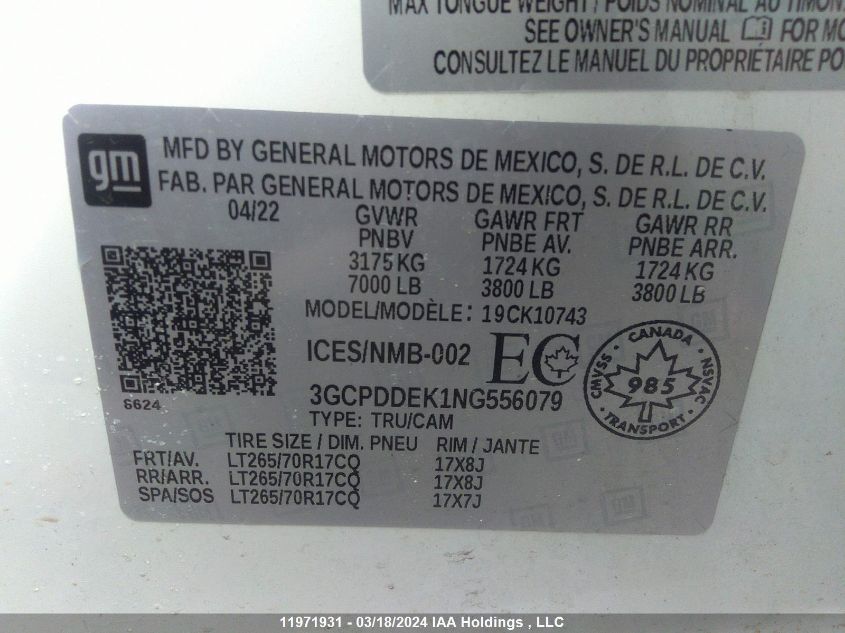 MAX TONGUE WEIGHT / POIDS NOMINAL AU TIMON
SEE OWNER'S MANUAL FOR MO
CONSULTEZ LE MANUEL DU PROPRIÉTAIRE PO
gm
MFD BY GENERAL MOTORS DE MEXICO, S. DE R.L. DE C.V.
FAB. PAR GENERAL MOTORS DE MEXICO, S. DE R.L. DE C.V.
04/22 GVWR GAWR FRT GAWR RR
PNBV PNBE AV. PNBE ARR.
3175 KG 1724 KG 1724 KG
7000 LB 3800 LB 3800 LB
MODEL/MODÈLE: 19CK10743
ICES/NMB-002 EC
CANADA
CMVSS 985 NSVAC
TRANSPORT
6624
3GCPDDEK1NG556079
TYPE: TRU/CAM
TIRE SIZE / DIM. PNEU RIM / JANTE
FRT/AV. LT265/70R17CQ 17X8J
RR/ARR. LT265/70R17CQ 17X8J
SPA/SOS LT265/70R17CQ 17X7J
11971931 - 03/18/2024 IAA Holdings , LLC